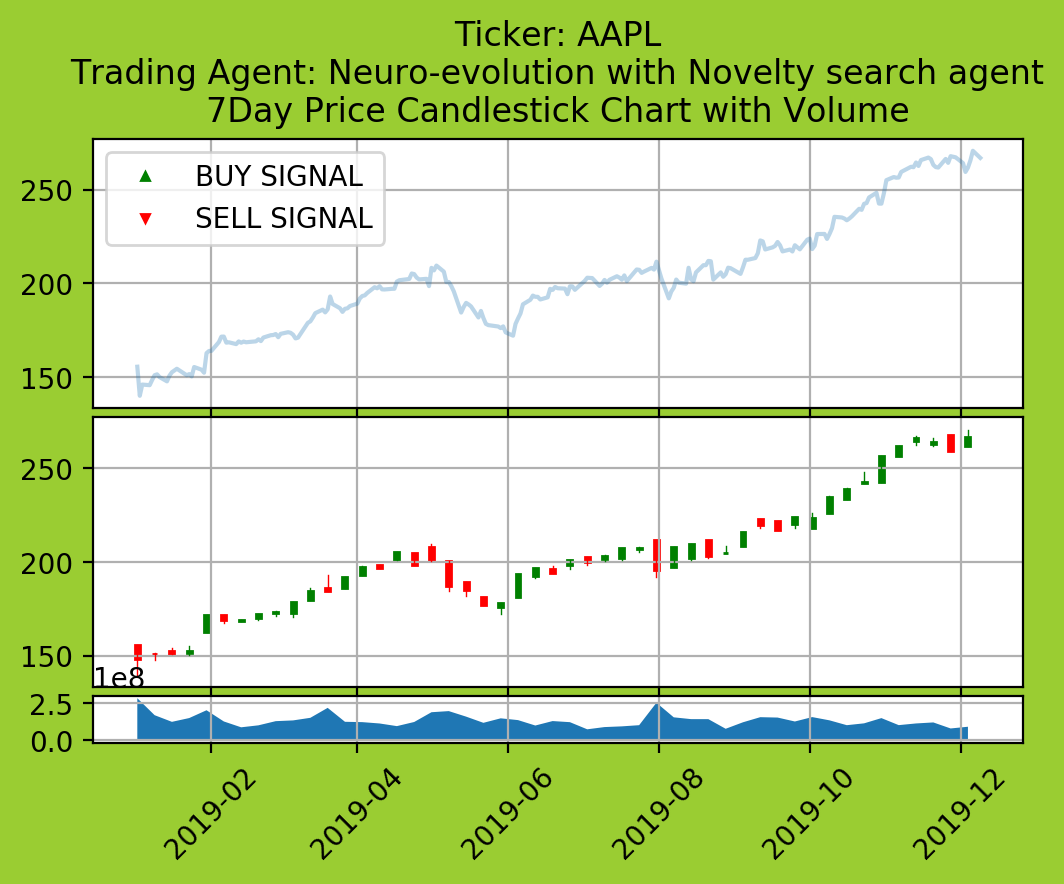 Ticker: AAPL
Trading Agent: Neuro-evolution with Novelty search agent
7Day Price Candlestick Chart with Volume
BUY SIGNAL
SELL SIGNAL
250
200
150
250
200
150
1e8
2.5
0.0
2019-02
2019-04
2019-06
2019-08
2019-10
2019-12